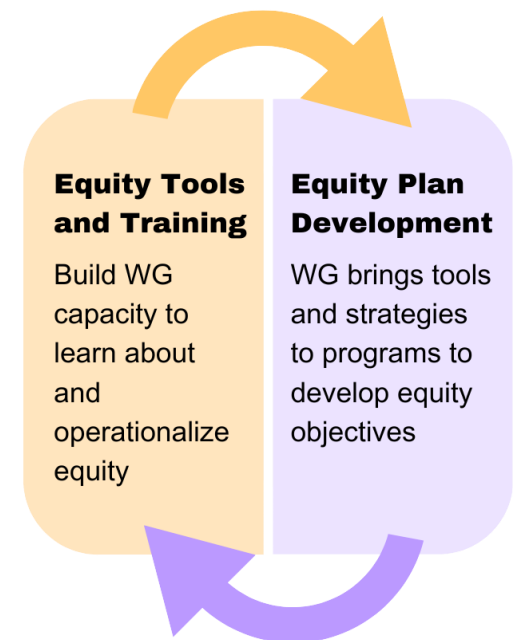 Equity Tools
and Training
Build WG
capacity to
learn about
and
operationalize
equity
Equity Plan
Development
WG brings tools
and strategies
to programs to
develop equity
objectives